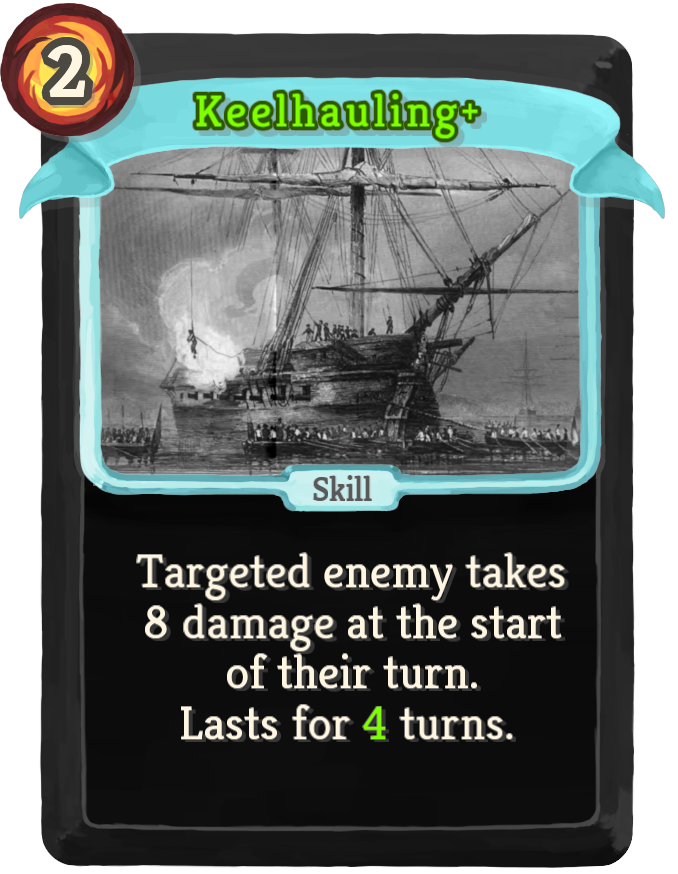 2
Keelhauling+
Skill
Targeted enemy takes
8 damage at the start
of their turn.
Lasts for 4 turns.